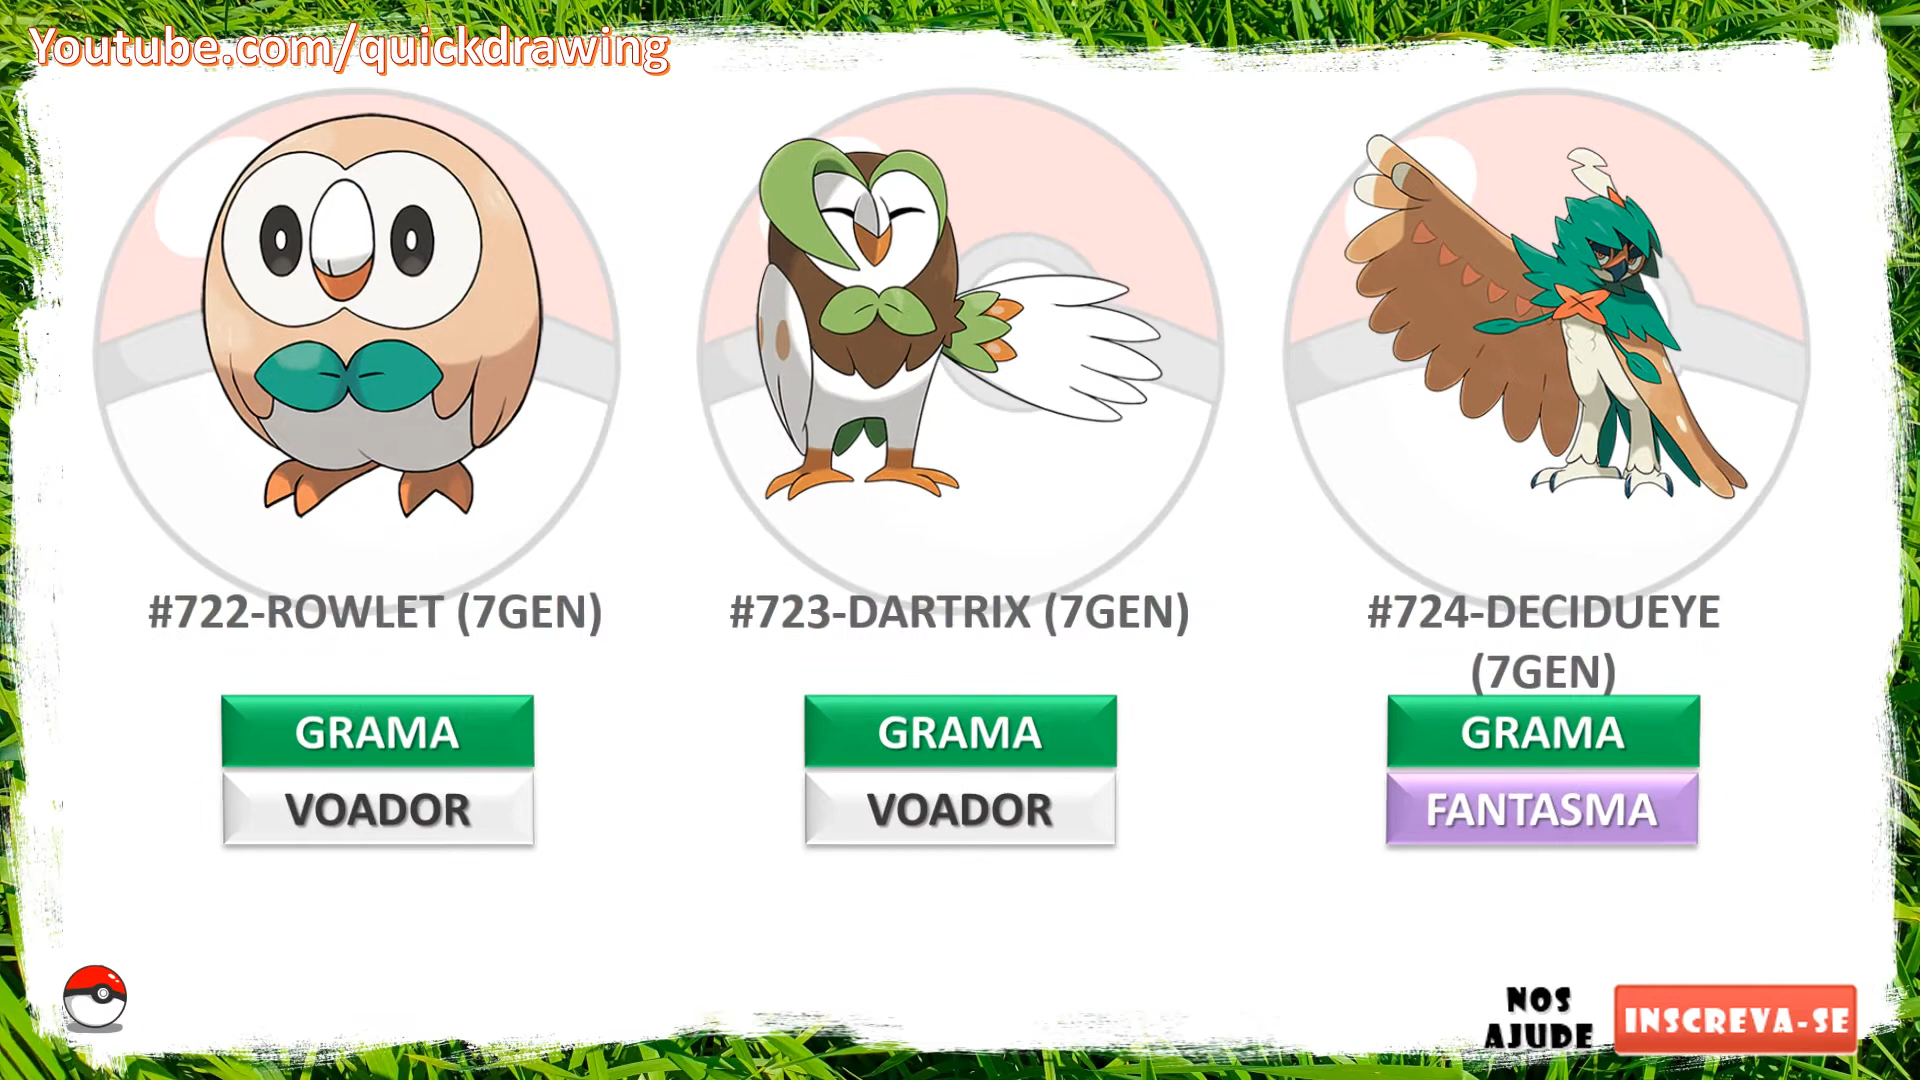 Youtube.com/quickdrawing
#722-ROWLET (7GEN)
GRAMA
VOADOR
#723-DARTRIX (7GEN)
GRAMA
VOADOR
#724-DECIDUEYE
(7GEN)
GRAMA
FANTASMA
NOS
AJUDE
INSCREVA-SE